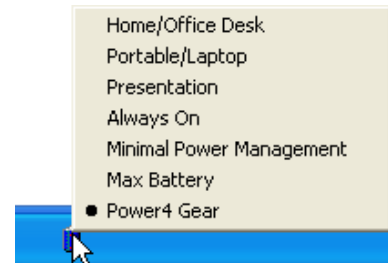 Home/Office Desk
Portable/Laptop
Presentation
Always On
Minimal Power Management
Max Battery
Power4 Gear